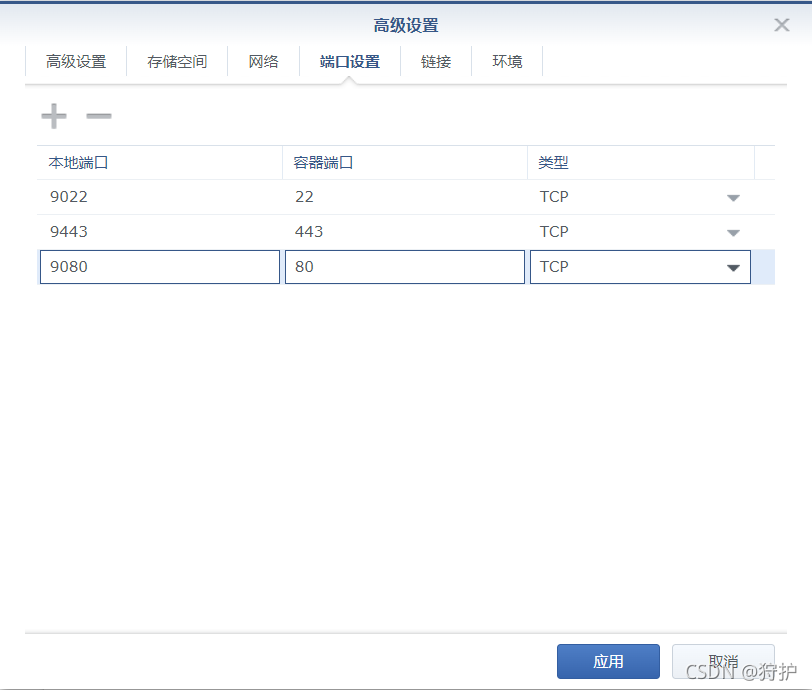 高级设置
高级设置 存储空间 网络 端口设置 链接 环境
本地端口 容器端口 类型
9022 22 TCP
9443 443 TCP
9080 80 TCP
应用 取消
CSDN @狩护